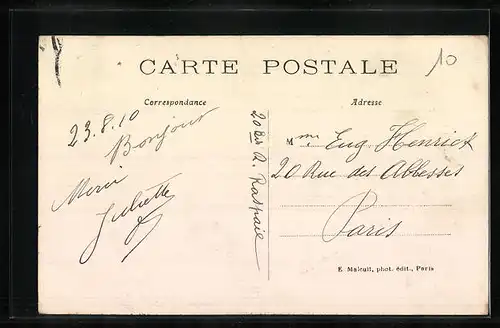 10
CARTE POSTALE
Correspondance
Adresse
23.8.10
Bonjour
Merci
Juliette
20 bis R. Raspail
Mme Eug Henrick
20 Rue des Abbesses
Paris
E Malcuit, phot. édit., Paris